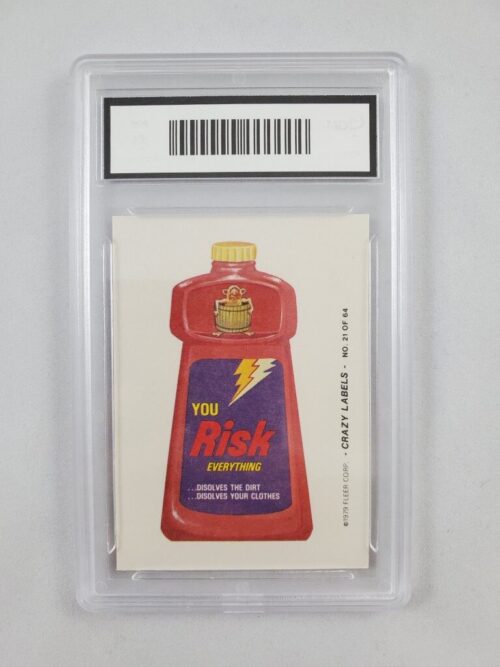 YOU
Risk
EVERYTHING
...DISOLVES THE DIRT
...DISOLVES YOUR CLOTHES
©1979 FLEER CORP. - CRAZY LABELS - NO. 21 OF 64